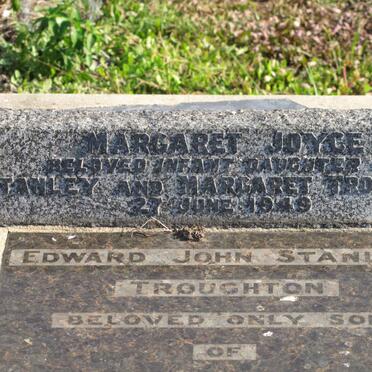 MARGARET JOYCE
BELOVED INFANT DAUGHTER
STANLEY AND MARGARET TRO
27 JUNE 1949
EDWARD JOHN STANL
TROUGHTON
BELOVED ONLY SON
OF